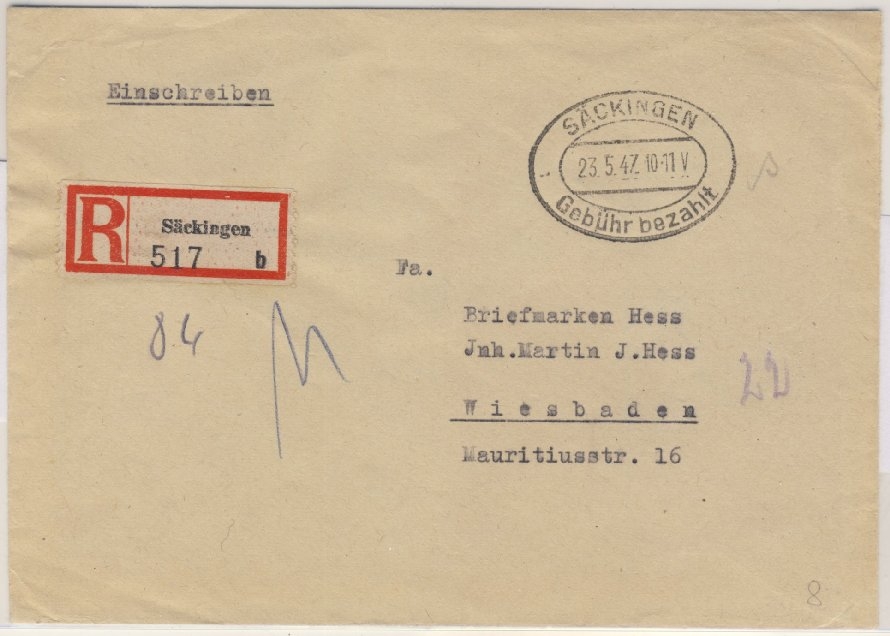 Einschreiben
SÄCKINGEN
23.5.47.10-11 V
Gebühr bezahlt
R
Säckingen
517 b
Fa.
Briefmarken Hess
Jnh.Martin J.Hess
Wiesbaden
Mauritiusstr. 16
84
8